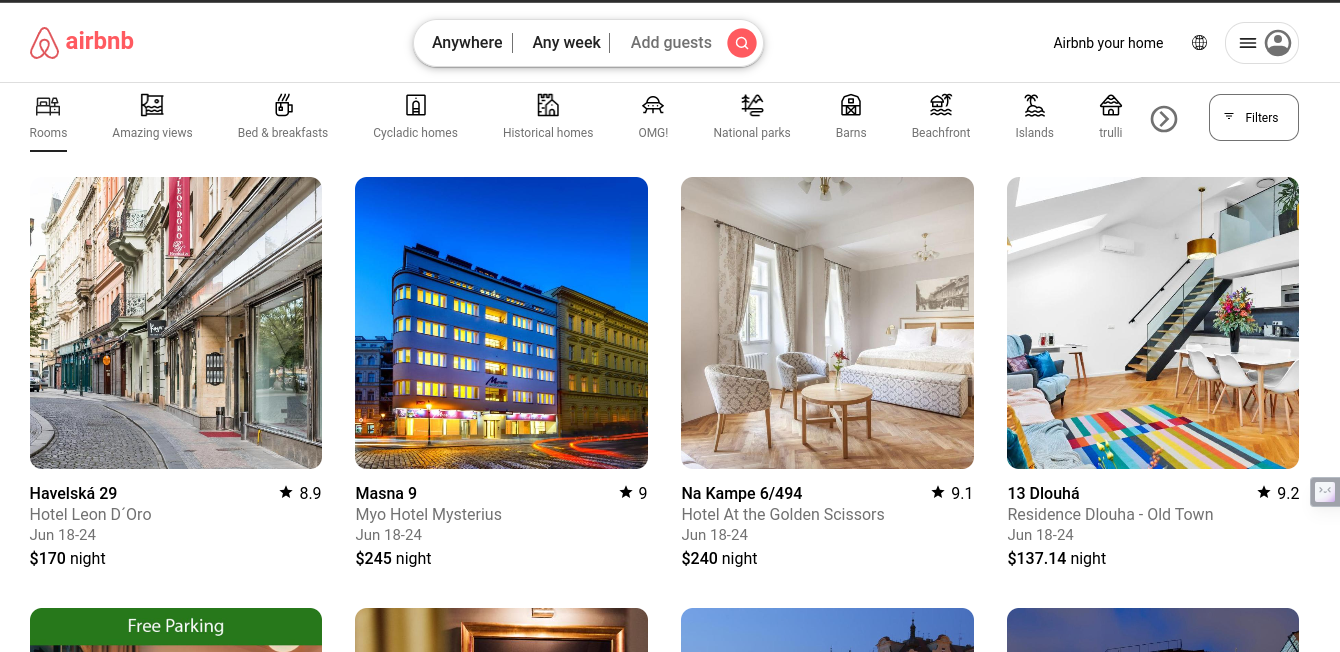 airbnb
Anywhere
Any week
Add guests
Airbnb your home
Rooms
Amazing views
Bed & breakfasts
Cycladic homes
Historical homes
OMG!
National parks
Barns
Beachfront
Islands
trulli
Filters
LEON D'ORO
Havelská 29
8.9
Hotel Leon D´Oro
Jun 18-24
$170 night
Masna 9
9
Myo Hotel Mysterius
Jun 18-24
$245 night
Na Kampe 6/494
9.1
Hotel At the Golden Scissors
Jun 18-24
$240 night
13 Dlouhá
9.2
Residence Dlouha - Old Town
Jun 18-24
$137.14 night
Free Parking